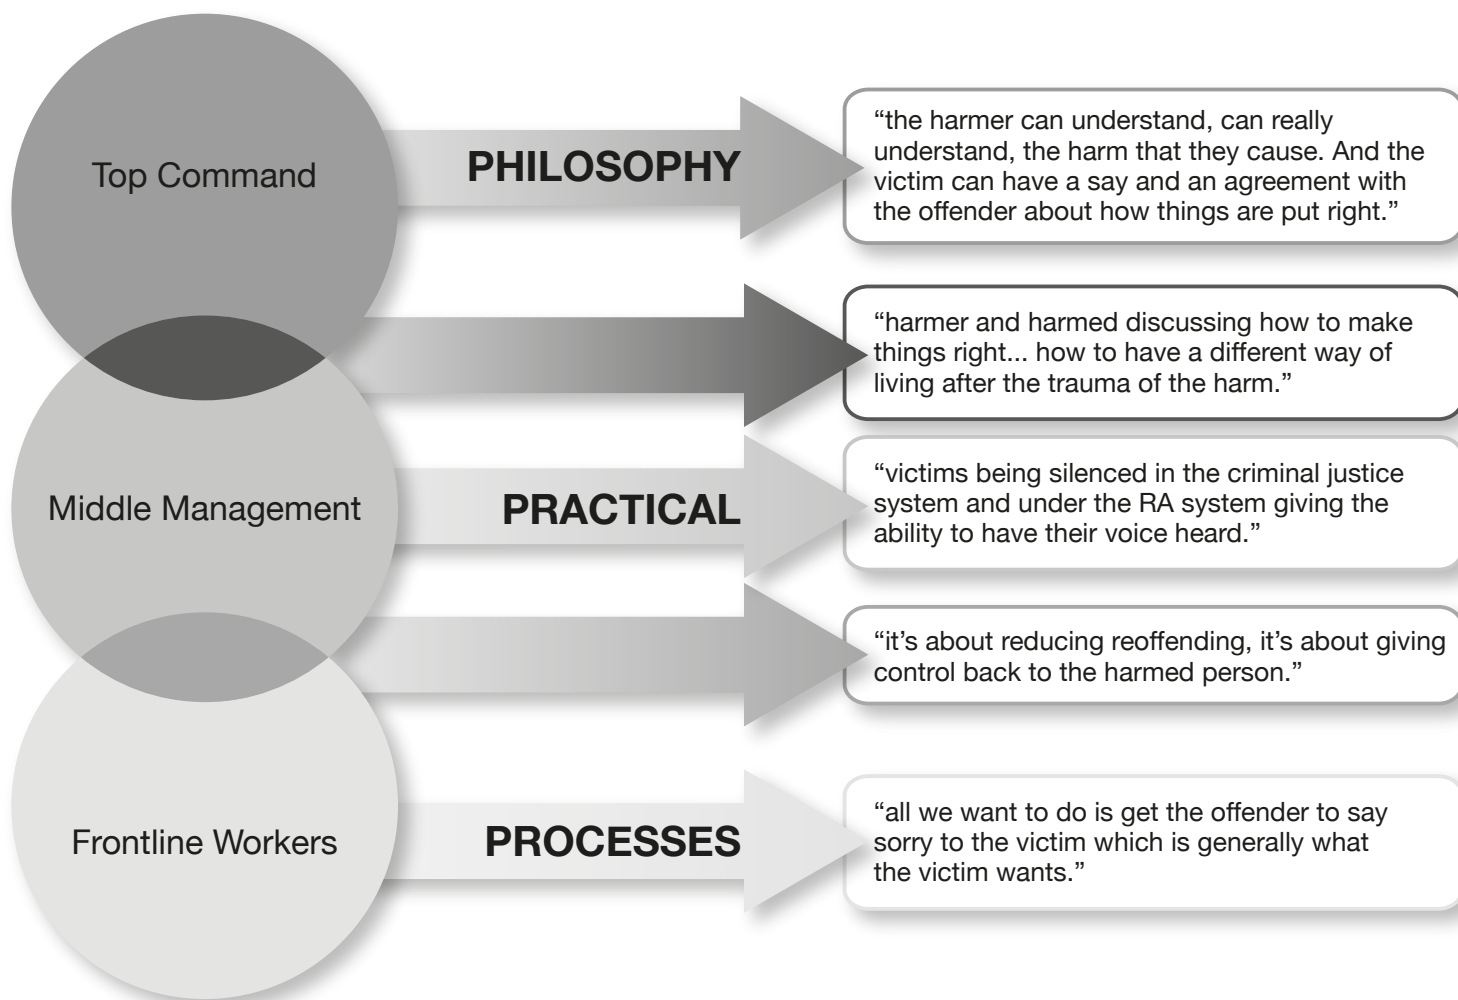 Top Command
PHILOSOPHY
“the harmer can understand, can really
understand, the harm that they cause. And the
victim can have a say and an agreement with
the offender about how things are put right.”
“harmer and harmed discussing how to make
things right... how to have a different way of
living after the trauma of the harm.”
Middle Management
PRACTICAL
“victims being silenced in the criminal justice
system and under the RA system giving the
ability to have their voice heard.”
“it’s about reducing reoffending, it’s about giving
control back to the harmed person.”
Frontline Workers
PROCESSES
“all we want to do is get the offender to say
sorry to the victim which is generally what
the victim wants.”